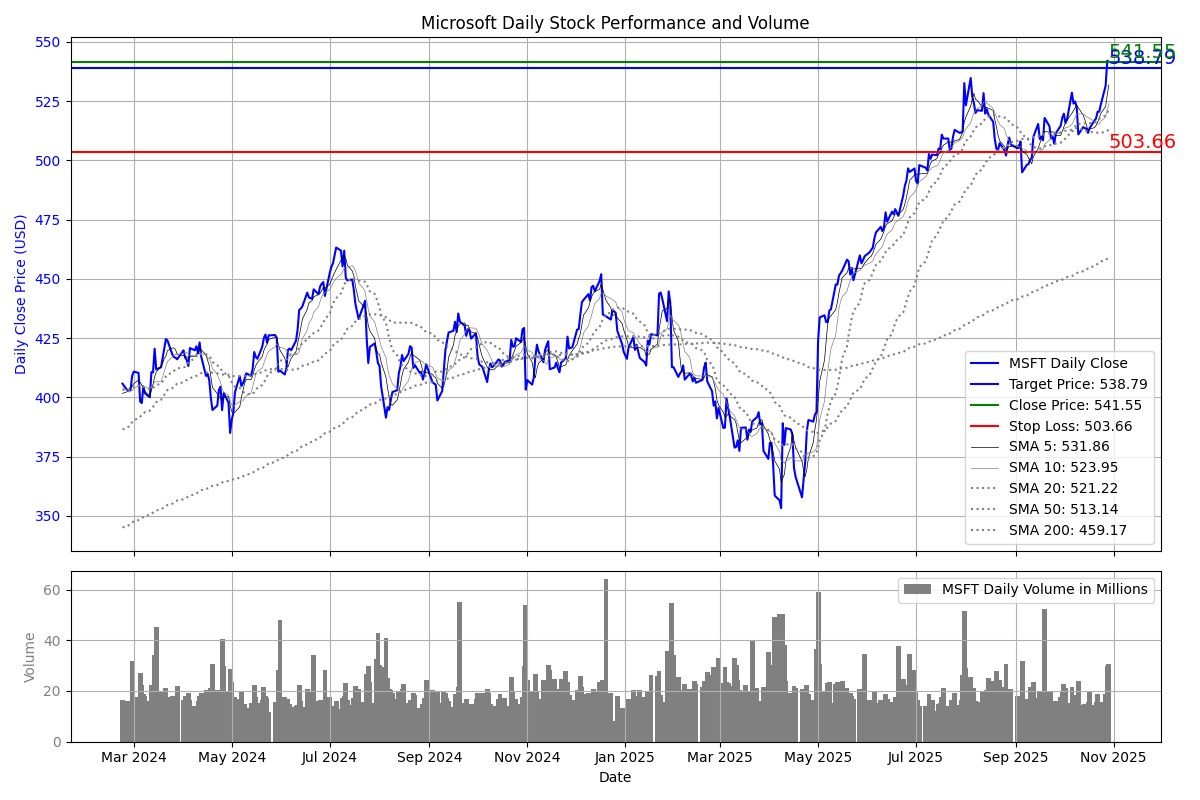 Microsoft Daily Stock Performance and Volume
550
525
500
475
450
425
400
375
350
Daily Close Price (USD)
541.55
538.79
503.66
MSFT Daily Close
Target Price: 538.79
Close Price: 541.55
Stop Loss: 503.66
SMA 5: 531.86
SMA 10: 523.95
SMA 20: 521.22
SMA 50: 513.14
SMA 200: 459.17
60
40
20
0
Volume
MSFT Daily Volume in Millions
Mar 2024 May 2024 Jul 2024 Sep 2024 Nov 2024 Jan 2025 Mar 2025 May 2025 Jul 2025 Sep 2025 Nov 2025
Date